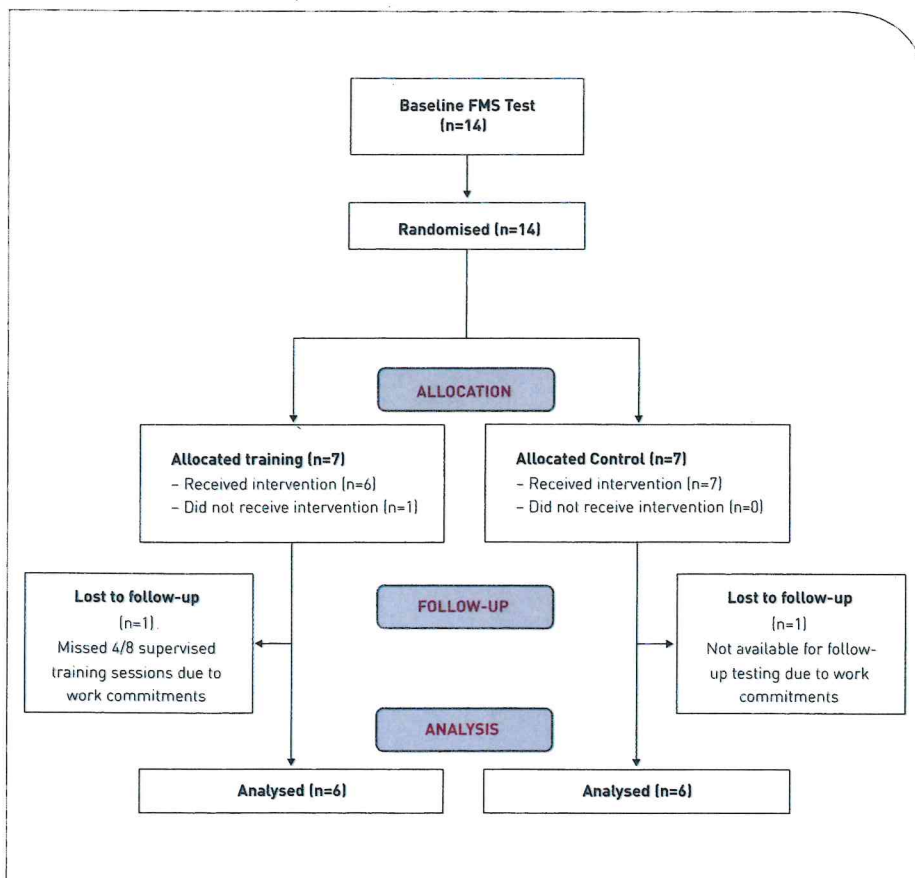 Baseline FMS Test
(n=14)
Randomised (n=14)
ALLOCATION
Allocated training (n=7)
– Received intervention (n=6)
– Did not receive intervention (n=1)
Allocated Control (n=7)
– Received intervention (n=7)
– Did not receive intervention (n=0)
Lost to follow-up
(n=1).
Missed 4/8 supervised
training sessions due to
work commitments
FOLLOW-UP
Lost to follow-up
(n=1)
Not available for follow-
up testing due to work
commitments
ANALYSIS
Analysed (n=6)
Analysed (n=6)